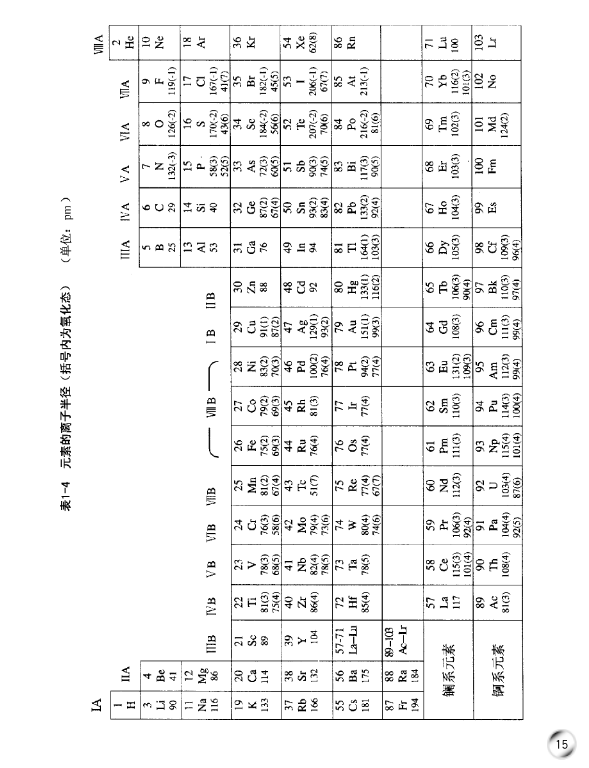 表1-4 元素的离子半径(括号内为氧化态) (单位: pm)
IA IIA IIIB IVB VB VIB VIIB VIIIB IB IIB IIIA IVA VA VIA VIIA VIIIA
1 H
2 He
3 Li 90
4 Be 41
5 B 25
6 C 29
7 N 132(-3)
8 O 126(-2)
9 F 119(-1)
10 Ne
11 Na 116
12 Mg 86
13 Al 53
14 Si 40
15 P 58(3) 52(5)
16 S 170(-2) 43(6)
17 Cl 167(-1) 41(7)
18 Ar
19 K 133
20 Ca 114
21 Sc 89
22 Ti 81(3) 75(4)
23 V 78(3) 68(5)
24 Cr 76(3) 58(6)
25 Mn 81(2) 67(4)
26 Fe 75(2) 69(3)
27 Co 79(2) 69(3)
28 Ni 83(2) 70(3)
29 Cu 91(1) 87(2)
30 Zn 88
31 Ga 76
32 Ge 87(2) 67(4)
33 As 72(3) 60(5)
34 Se 184(-2) 56(6)
35 Br 182(-1) 45(5)
36 Kr
37 Rb 166
38 Sr 132
39 Y 104
40 Zr 86(4)
41 Nb 82(4) 78(5)
42 Mo 79(4) 73(6)
43 Tc 51(7)
44 Ru 76(4)
45 Rh 81(3)
46 Pd 100(2) 76(4)
47 Ag 129(1) 93(2)
48 Cd 92
49 In 94
50 Sn 93(2) 83(4)
51 Sb 90(3) 74(5)
52 Te 207(-2) 70(6)
53 I 206(-1) 67(7)
54 Xe 62(8)
55 Cs 181
56 Ba 175
57-71 La-Lu
72 Hf 85(4)
73 Ta 78(5)
74 W 80(4) 74(6)
75 Re 77(4) 67(7)
76 Os 77(4)
77 Ir 77(4)
78 Pt 94(2) 77(4)
79 Au 151(1) 99(3)
80 Hg 133(1) 116(2)
81 Tl 164(1) 103(3)
82 Pb 133(2) 92(4)
83 Bi 117(3) 90(5)
84 Po 216(-2) 81(6)
85 At 213(-1)
86 Rn
87 Fr 194
88 Ra 184
89-103 Ac-Lr
镧系元素
57 La 117
58 Ce 115(3) 101(4)
59 Pr 106(3) 92(4)
60 Nd 112(3)
61 Pm 111(3)
62 Sm 110(3)
63 Eu 131(2) 109(3)
64 Gd 108(3)
65 Tb 106(3) 90(4)
66 Dy 105(3)
67 Ho 104(3)
68 Er 103(3)
69 Tm 102(3)
70 Yb 116(2) 101(3)
71 Lu 100
锕系元素
89 Ac 81(3)
90 Th 108(4)
91 Pa 104(4) 92(5)
92 U 103(4) 87(6)
93 Np 115(4) 101(4)
94 Pu 114(3) 100(4)
95 Am 112(3) 99(4)
96 Cm 111(3) 99(4)
97 Bk 110(3) 97(4)
98 Cf 109(3) 96(4)
99 Es
100 Fm
101 Md 124(2)
102 No
103 Lr
15